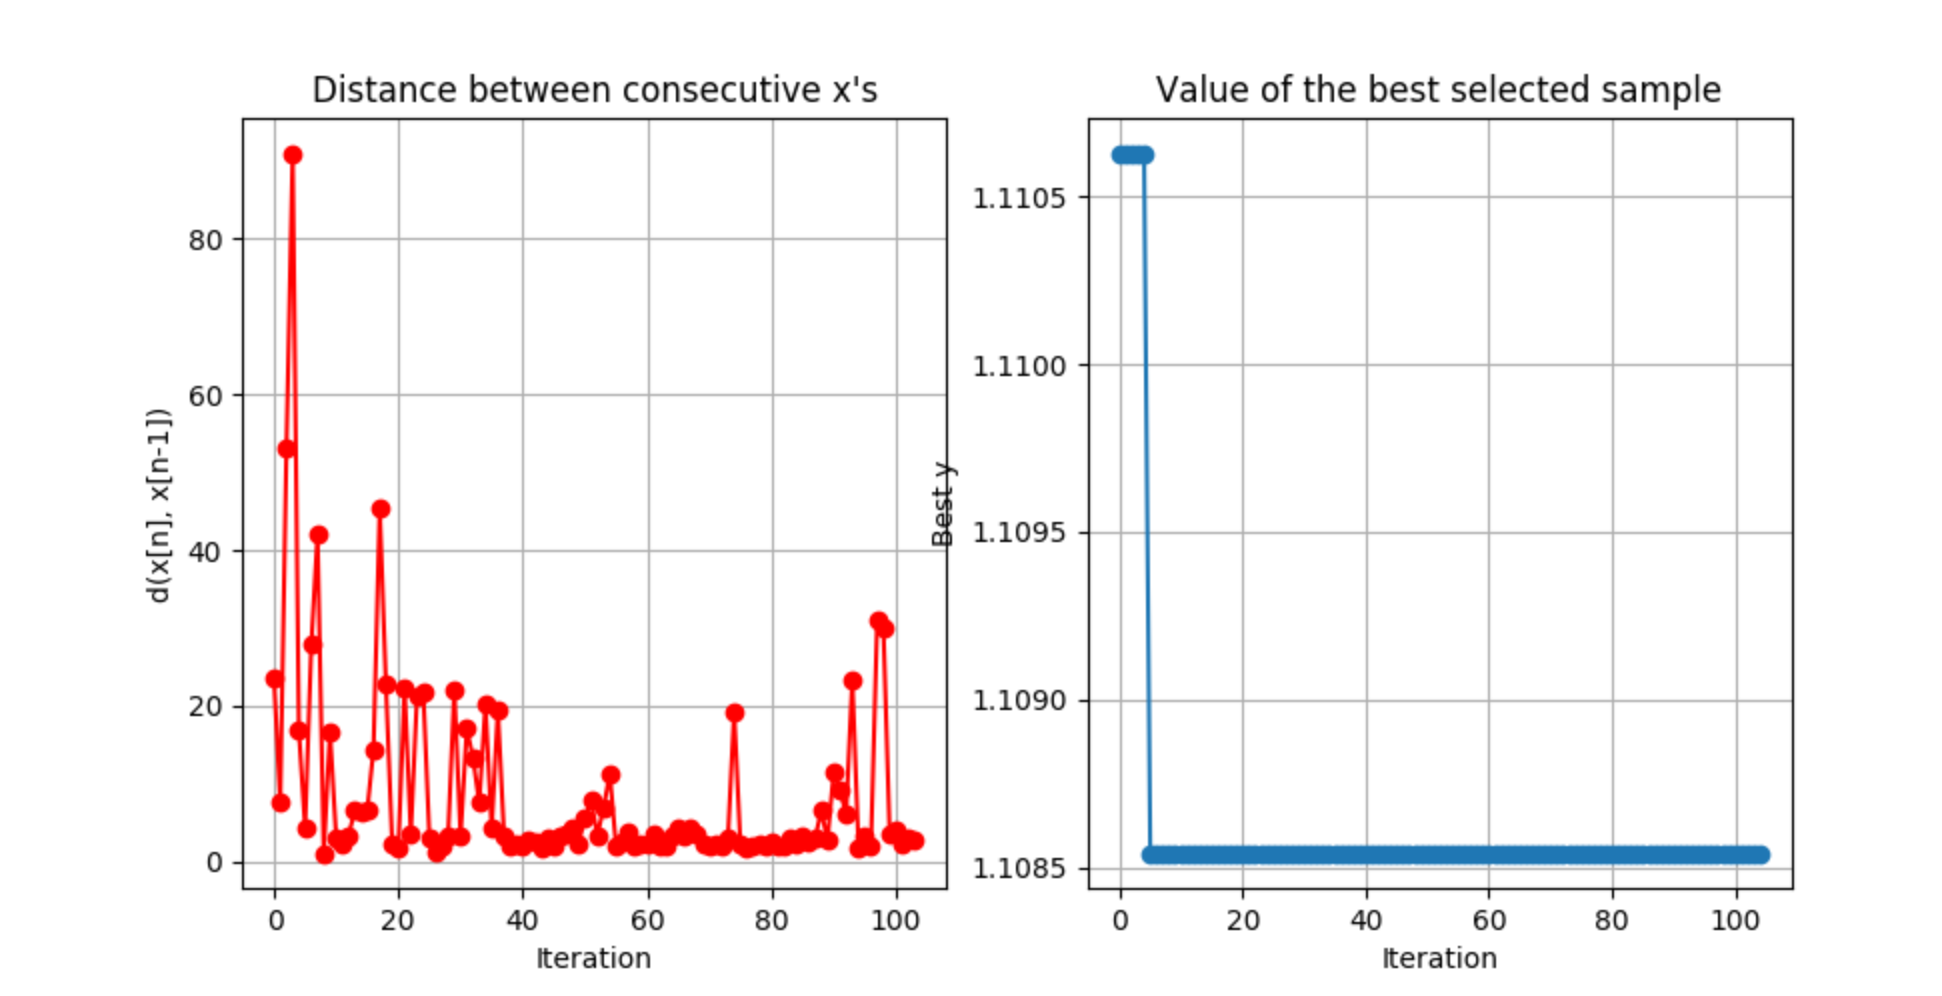 Distance between consecutive x's
d(x[n], x[n-1])
80
60
40
20
0
0 20 40 60 80 100
Iteration
Value of the best selected sample
Best y
1.1105
1.1100
1.1095
1.1090
1.1085
0 20 40 60 80 100
Iteration